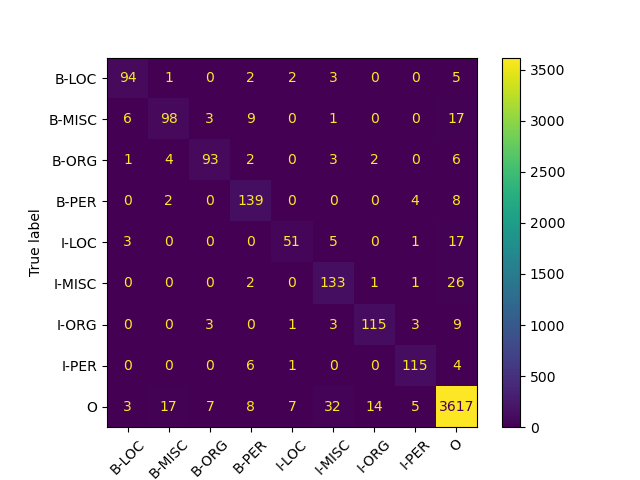 B-LOC 94 1 0 2 2 3 0 0 5
B-MISC 6 98 3 9 0 1 0 0 17
B-ORG 1 4 93 2 0 3 2 0 6
B-PER 0 2 0 139 0 0 0 4 8
I-LOC 3 0 0 0 51 5 0 1 17
I-MISC 0 0 0 2 0 133 1 1 26
I-ORG 0 0 3 0 1 3 115 3 9
I-PER 0 0 0 6 1 0 0 115 4
O 3 17 7 8 7 32 14 5 3617
B-LOC B-MISC B-ORG B-PER I-LOC I-MISC I-ORG I-PER O
True label
3500
3000
2500
2000
1500
1000
500
0